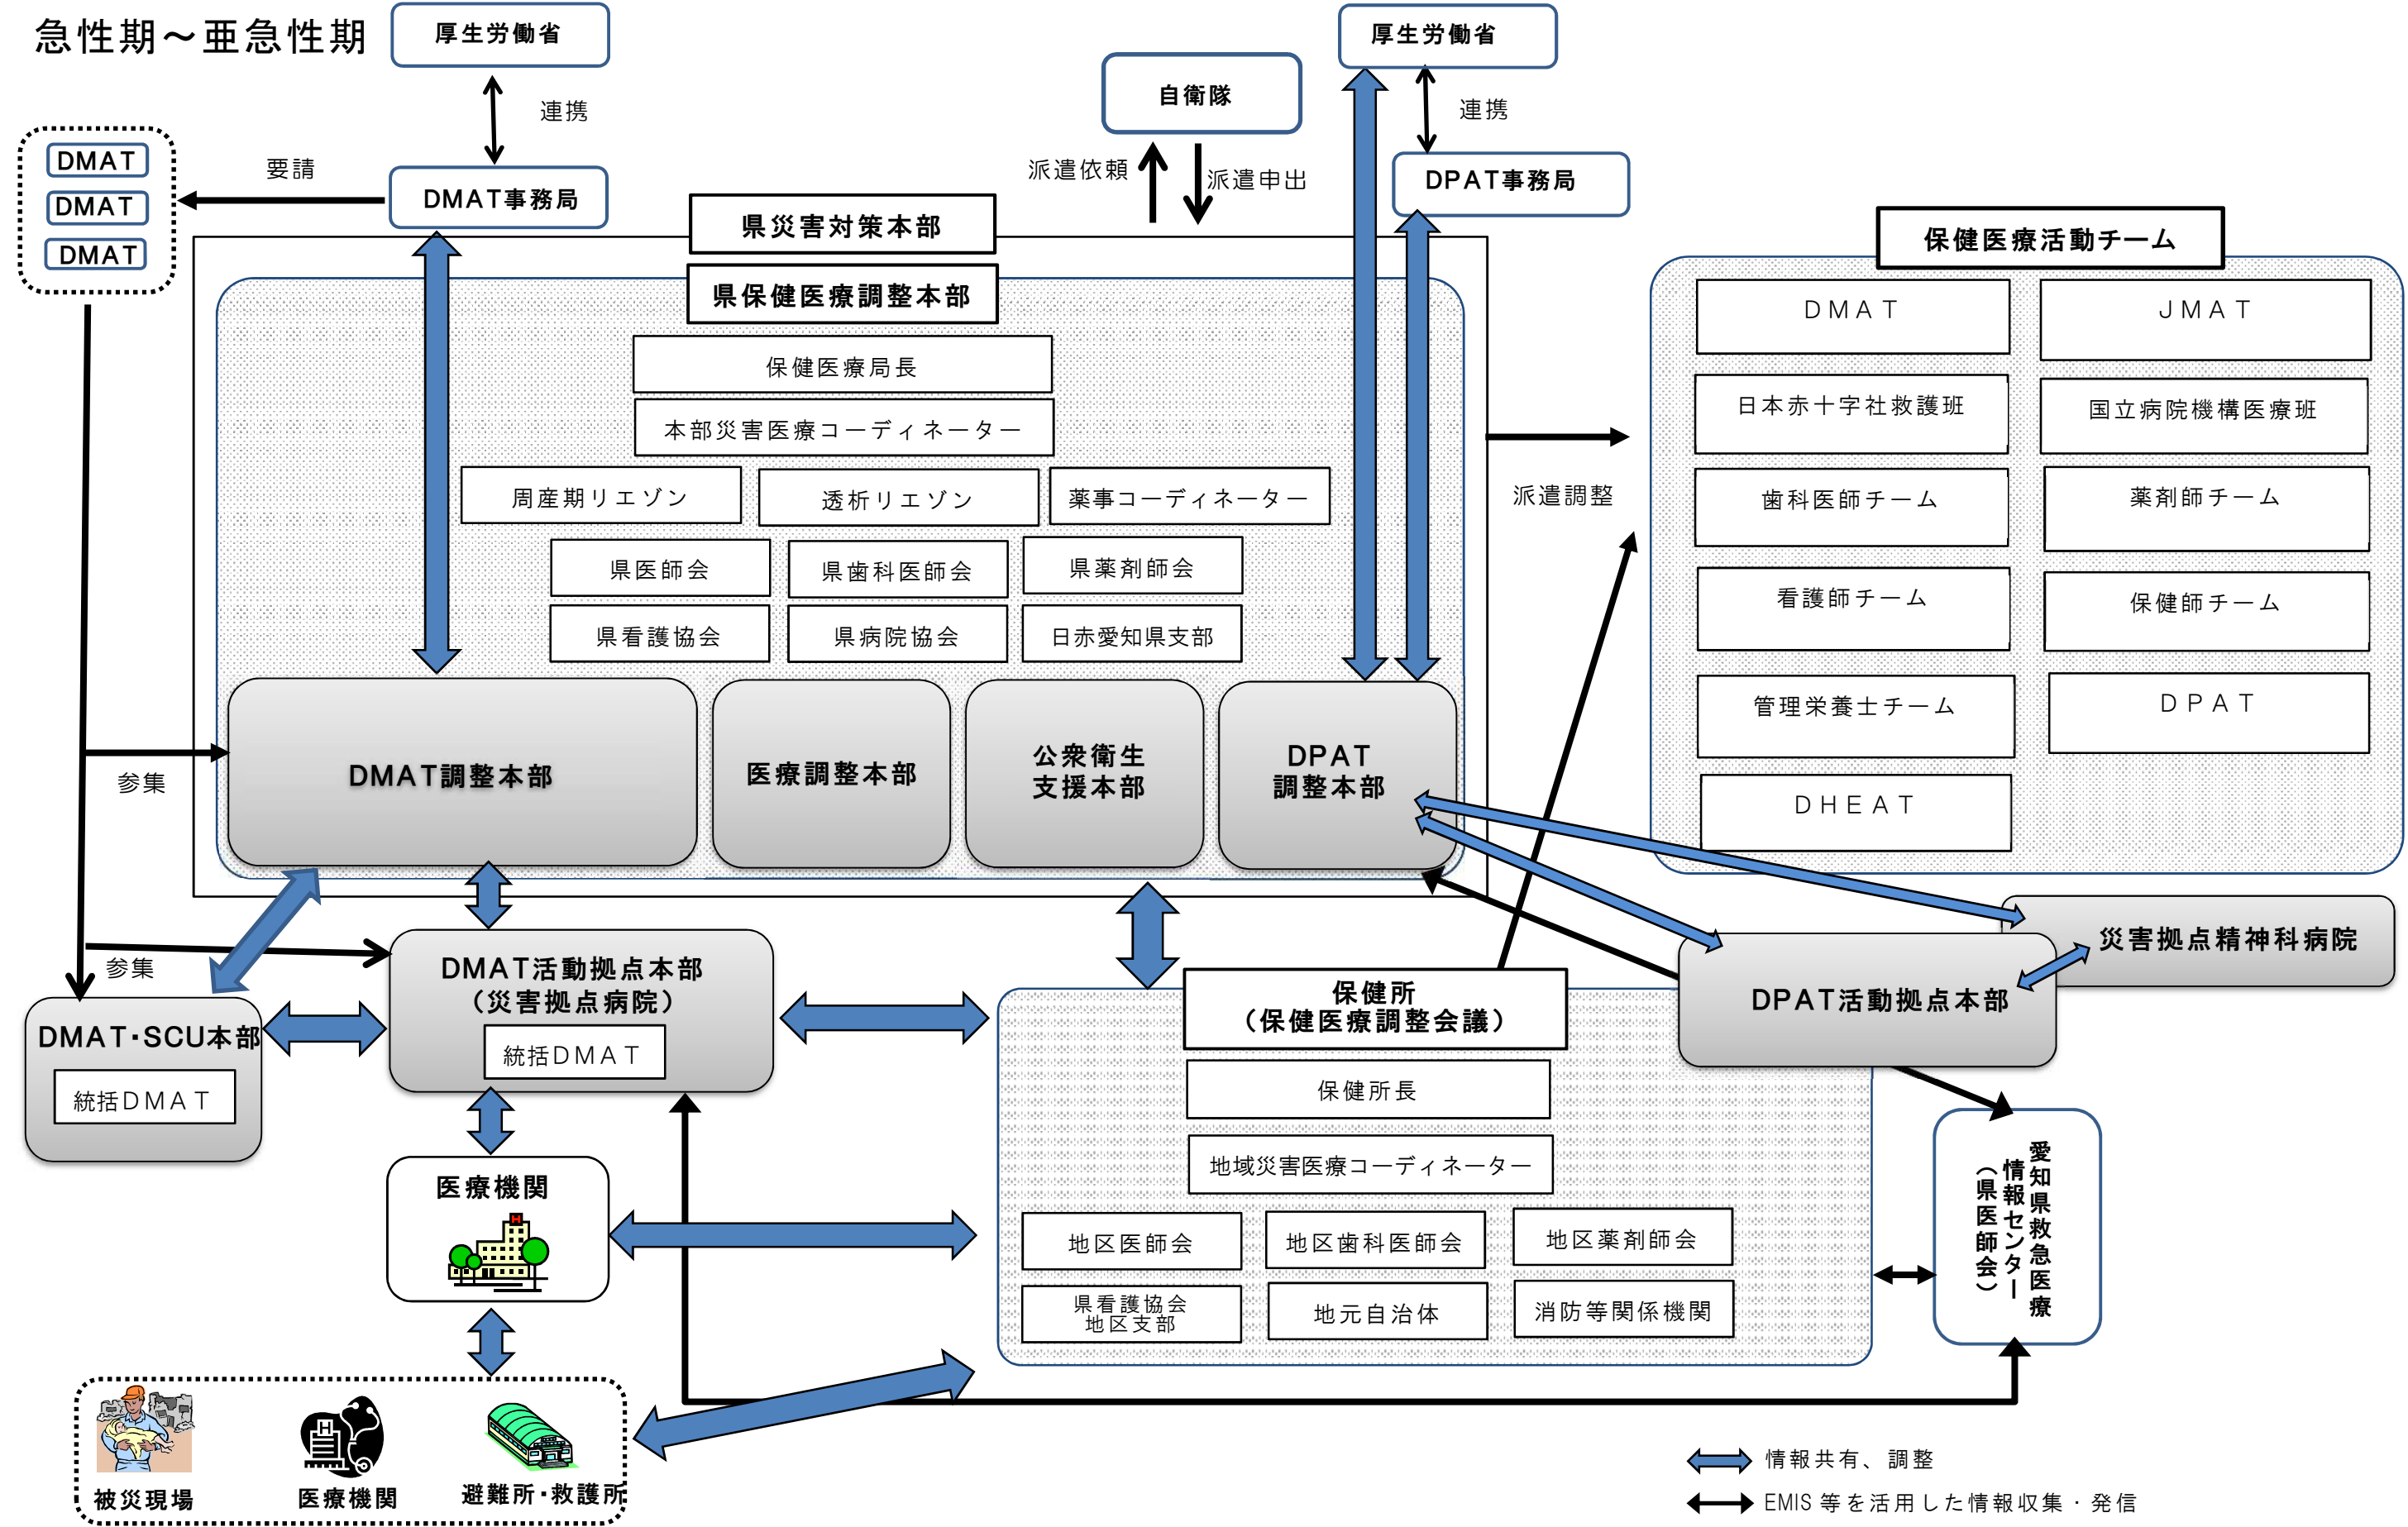 急性期～亜急性期
厚生労働省
連携
DMAT事務局
要請
DMAT
DMAT
DMAT
自衛隊
派遣依頼
派遣申出
厚生労働省
連携
DPAT事務局
県災害対策本部
県保健医療調整本部
保健医療局長
本部災害医療コーディネーター
周産期リエゾン
透析リエゾン
薬事コーディネーター
県医師会
県歯科医師会
県薬剤師会
県看護協会
県病院協会
日赤愛知県支部
DMAT調整本部
医療調整本部
公衆衛生
支援本部
DPAT
調整本部
派遣調整
保健医療活動チーム
ＤＭＡＴ
ＪＭＡＴ
日本赤十字社救護班
国立病院機構医療班
歯科医師チーム
薬剤師チーム
看護師チーム
保健師チーム
管理栄養士チーム
ＤＰＡＴ
ＤＨＥＡＴ
参集
参集
DMAT・SCU本部
統括ＤＭＡＴ
DMAT活動拠点本部
（災害拠点病院）
統括ＤＭＡＴ
医療機関
H
被災現場
H
医療機関
避難所・救護所
保健所
（保健医療調整会議）
保健所長
地域災害医療コーディネーター
地区医師会
地区歯科医師会
地区薬剤師会
県看護協会
地区支部
地元自治体
消防等関係機関
災害拠点精神科病院
DPAT活動拠点本部
愛知県救急医療
情報センター
（県医師会）
情報共有、調整
EMIS等を活用した情報収集・発信